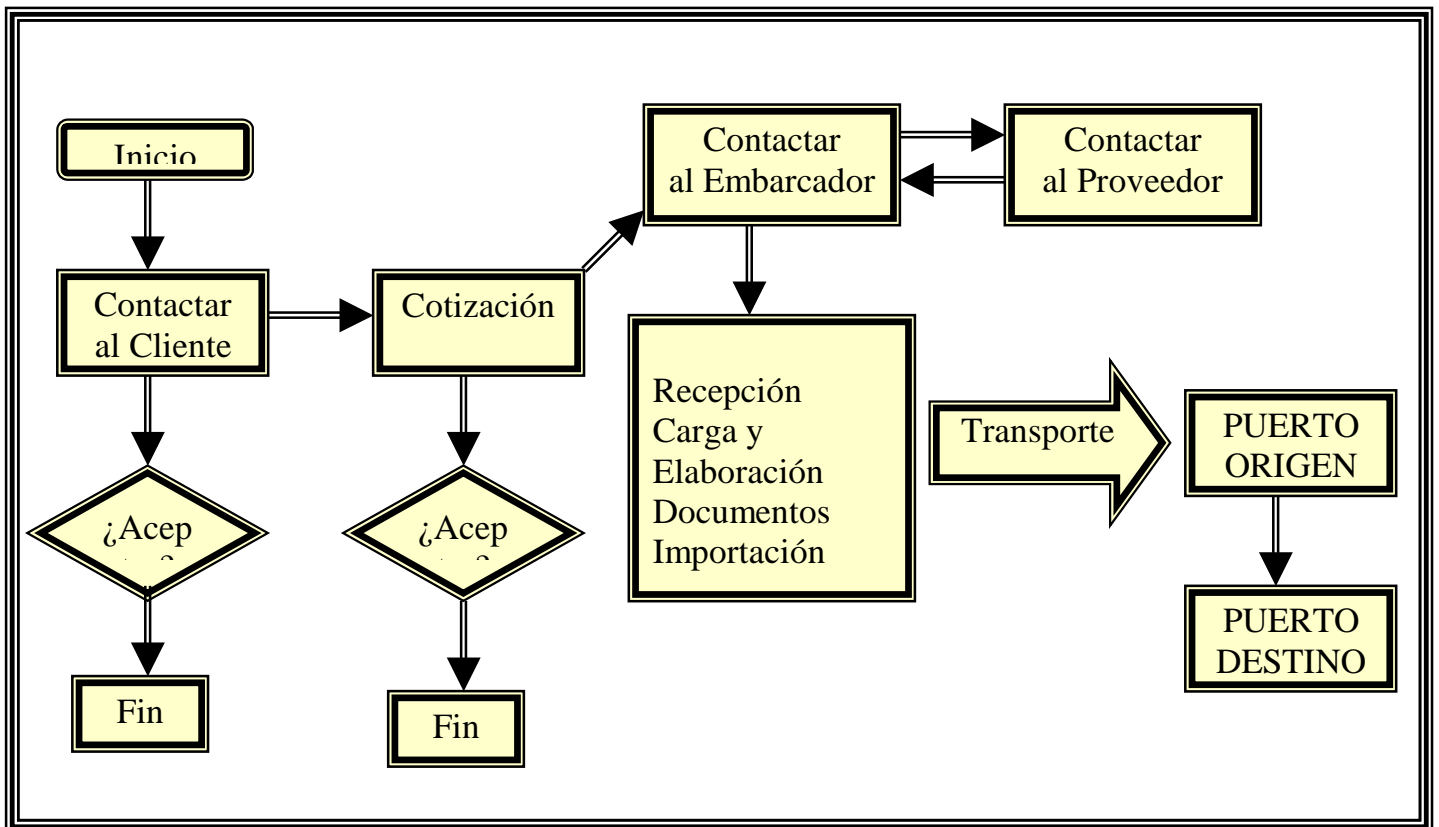 Inicio
Contactar
al Cliente
¿Acep
Fin
Cotización
¿Acep
Fin
Contactar
al Embarcador
Contactar
al Proveedor
Recepción
Carga y
Elaboración
Documentos
Importación
Transporte
PUERTO
ORIGEN
PUERTO
DESTINO